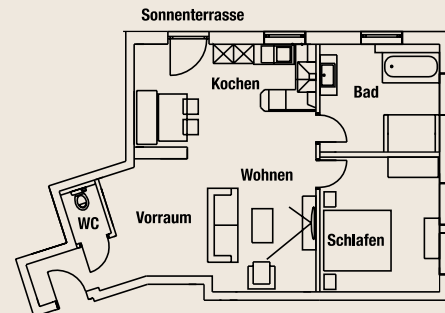 Sonnenterrasse
Kochen
Bad
Wohnen
WC
Vorraum
Schlafen